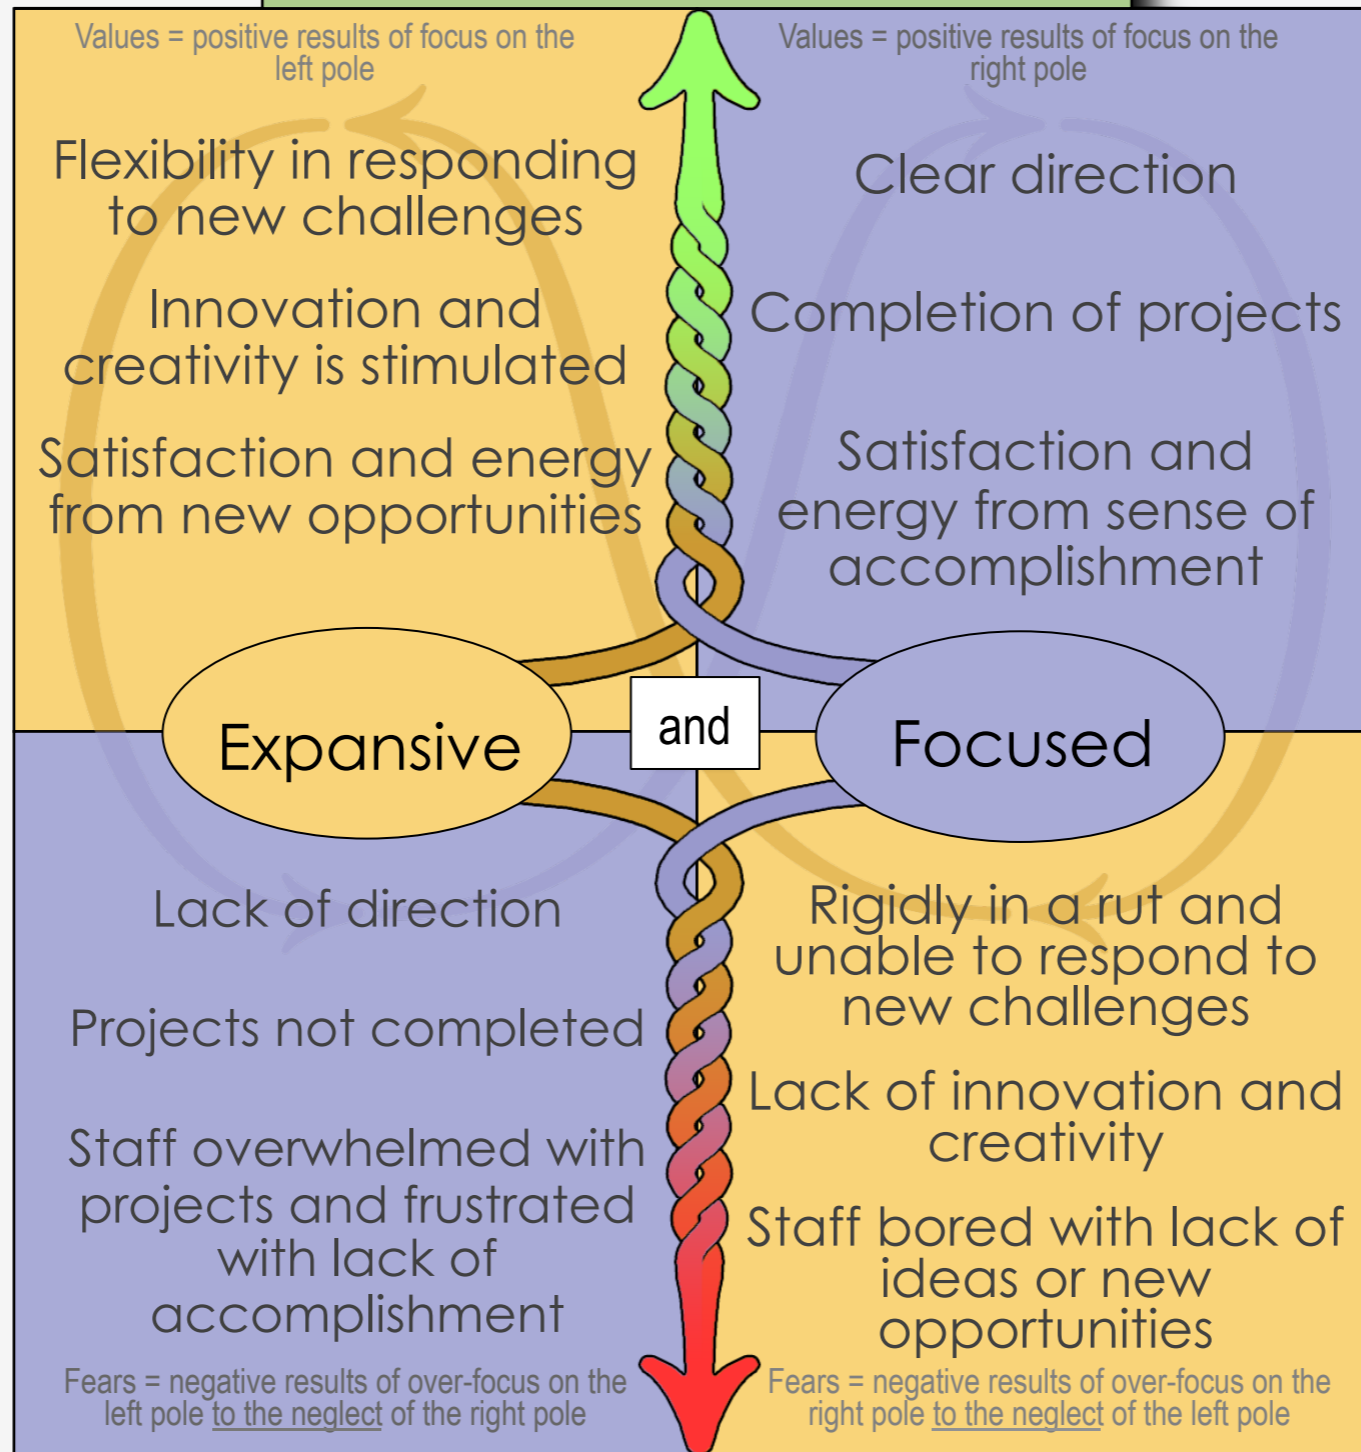 Values = positive results of focus on the
left pole
Flexibility in responding
to new challenges
Innovation and
creativity is stimulated
Satisfaction and energy
from new opportunities
Values = positive results of focus on the
right pole
Clear direction
Completion of projects
Satisfaction and
energy from sense of
accomplishment
Expansive
and
Focused
Lack of direction
Projects not completed
Staff overwhelmed with
projects and frustrated
with lack of
accomplishment
Fears = negative results of over-focus on the
left pole to the neglect of the right pole
Rigidly in a rut and
unable to respond to
new challenges
Lack of innovation and
creativity
Staff bored with lack of
ideas or new
opportunities
Fears = negative results of over-focus on the
right pole to the neglect of the left pole